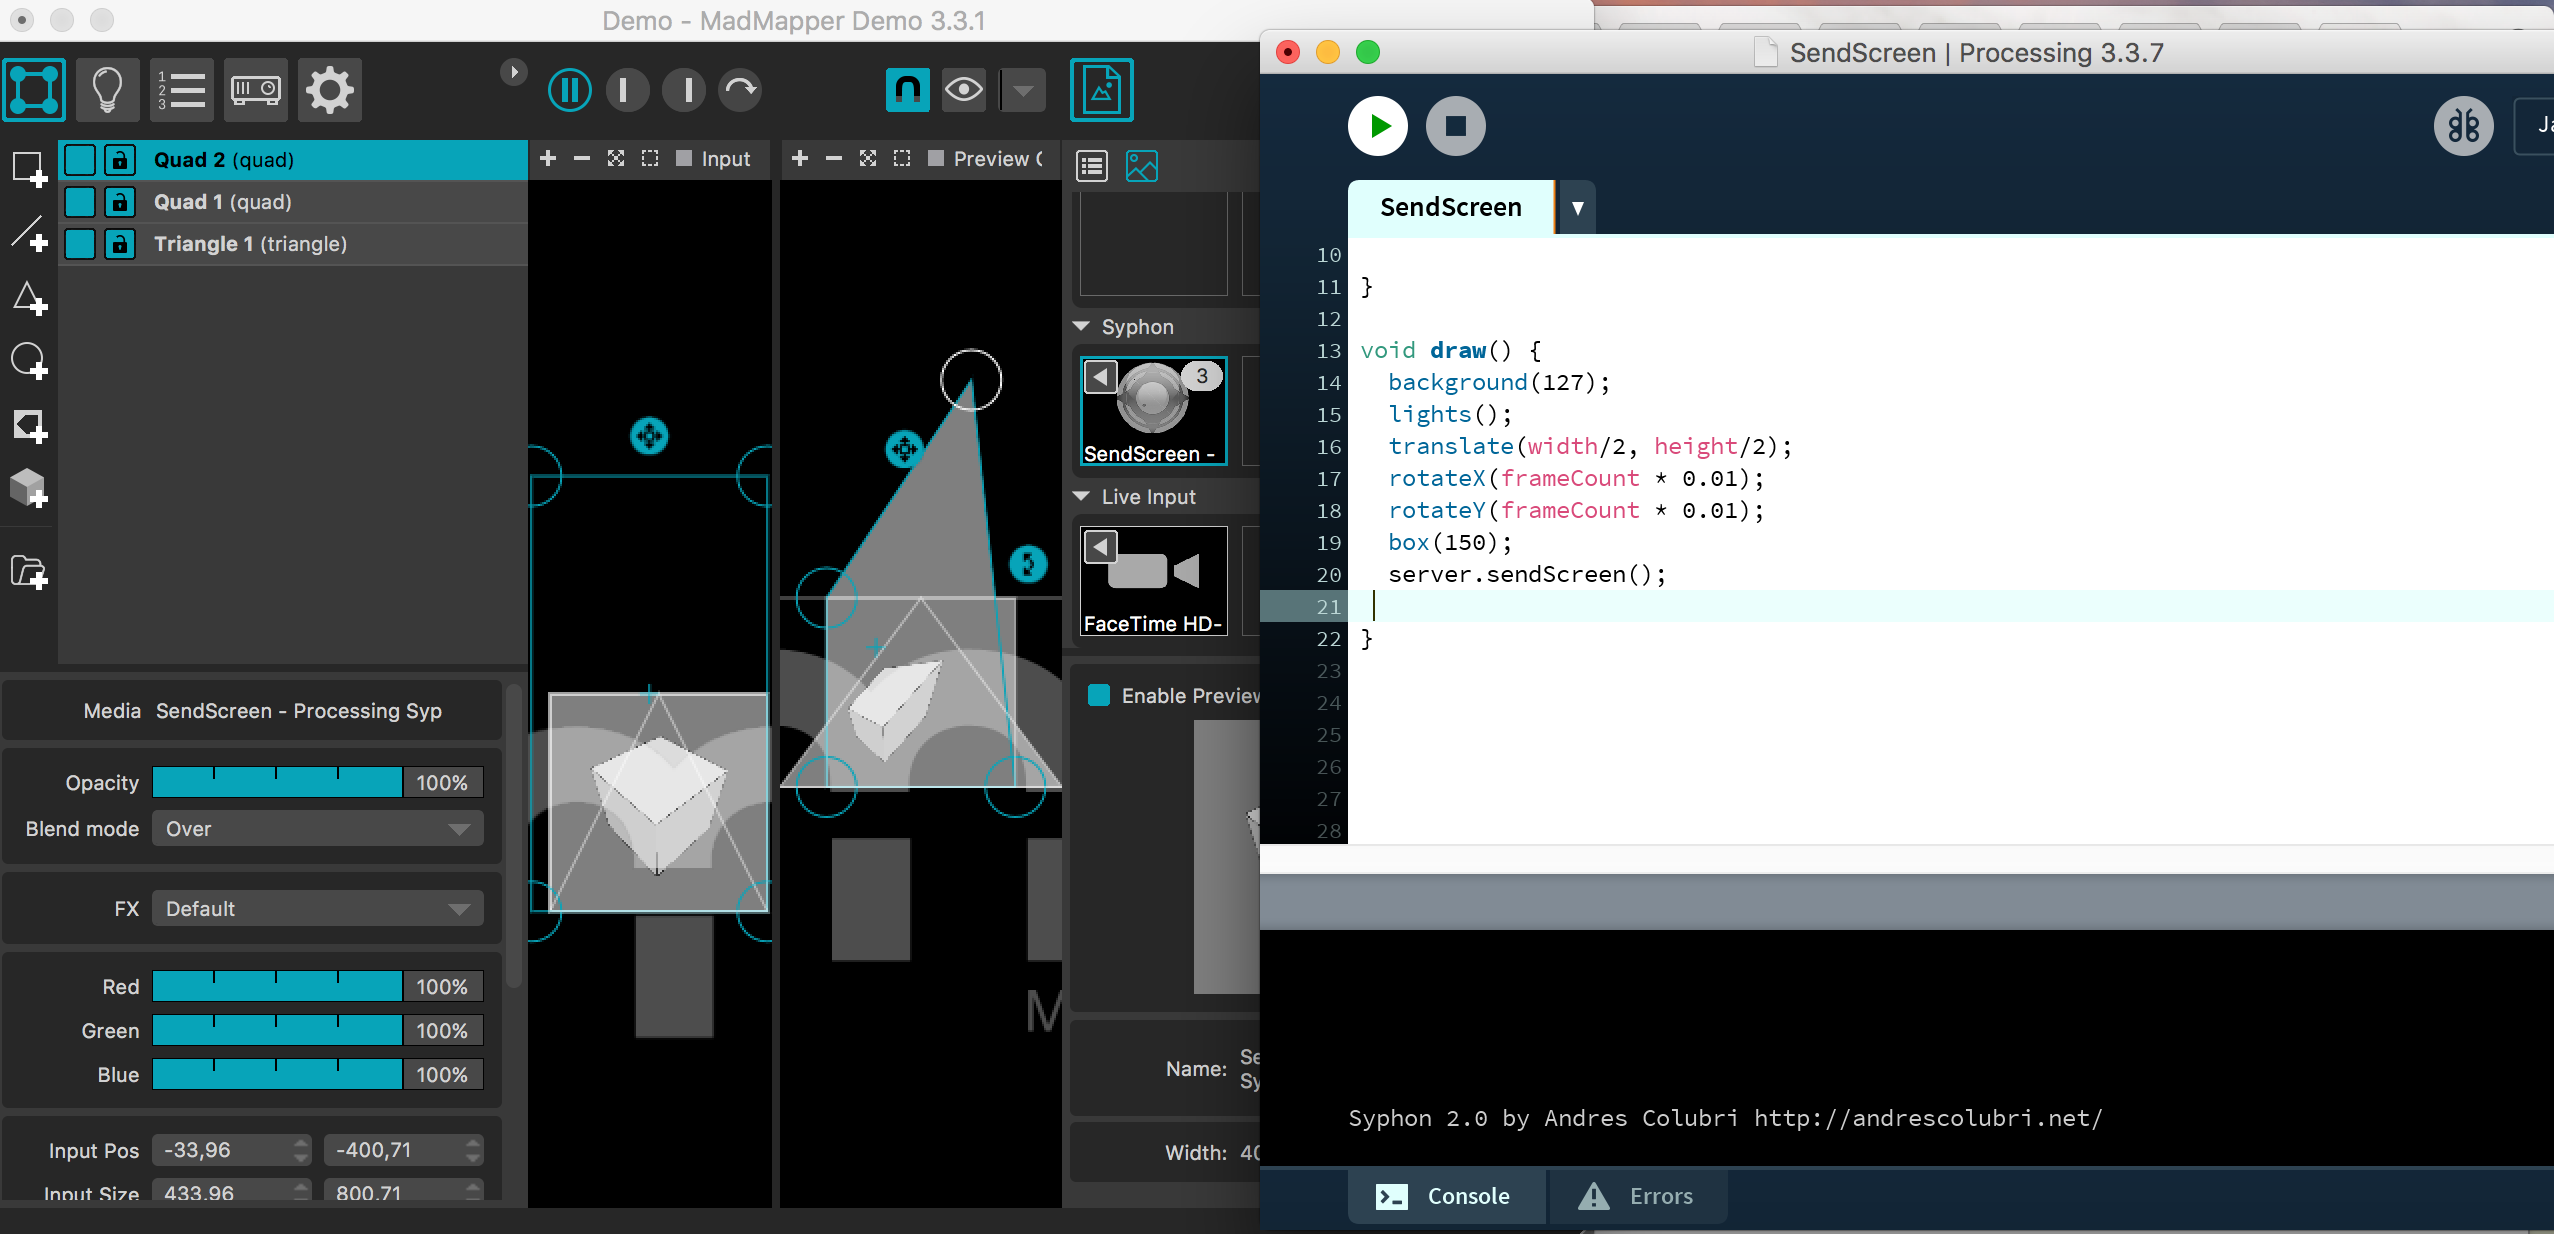 Demo - MadMapper Demo 3.3.1
1
2
3
Quad 2 (quad)
Quad 1 (quad)
Triangle 1 (triangle)
Input
Preview
Syphon
3
SendScreen -
Live Input
FaceTime HD-
Enable Preview
Media SendScreen - Processing Syp
Opacity 100%
Blend mode Over
FX Default
Red 100%
Green 100%
Blue 100%
Input Pos -33,96 -400,71
Input Size 433,96 800,71
M
Name: Se
Sy
Width: 40
SendScreen | Processing 3.3.7
Ja
SendScreen
10
11 }
12
13 void draw() {
14 background(127);
15 lights();
16 translate(width/2, height/2);
17 rotateX(frameCount * 0.01);
18 rotateY(frameCount * 0.01);
19 box(150);
20 server.sendScreen();
21
22 }
23
24
25
26
27
28
Syphon 2.0 by Andres Colubri http://andrescolubri.net/
Console
Errors